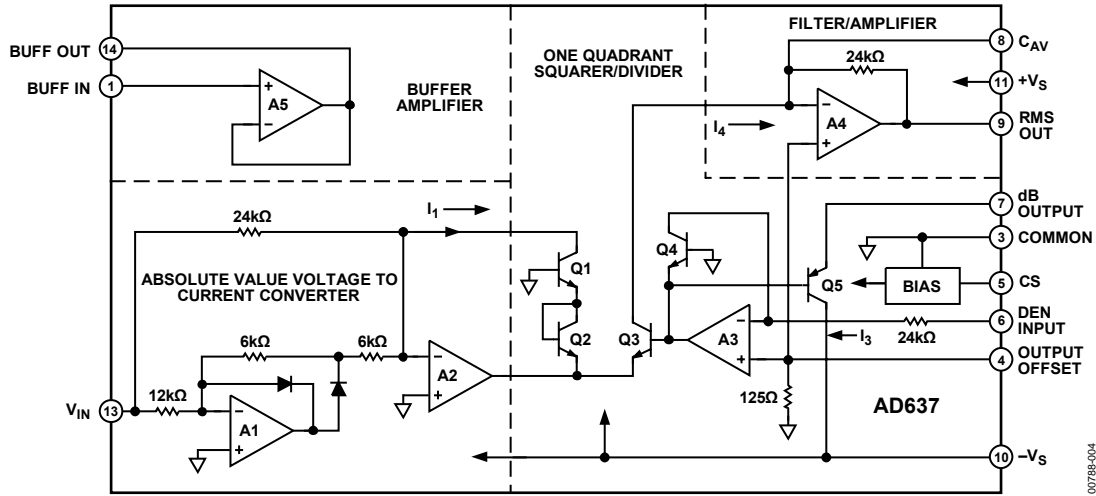 FILTER/AMPLIFIER
BUFF OUT 14
BUFF IN 1
A5
BUFFER
AMPLIFIER
ONE QUADRANT
SQUARER/DIVIDER
24kΩ
I4
A4
8 CAV
11 +VS
9 RMS
OUT
7 dB
OUTPUT
3 COMMON
5 CS
6 DEN
INPUT
4 OUTPUT
OFFSET
10 –VS
I1
24kΩ
ABSOLUTE VALUE VOLTAGE TO
CURRENT CONVERTER
6kΩ
6kΩ
12kΩ
VIN 13
A1
A2
Q1
Q2
Q3
Q4
A3
Q5
BIAS
I3
24kΩ
125Ω
AD637
00788-004